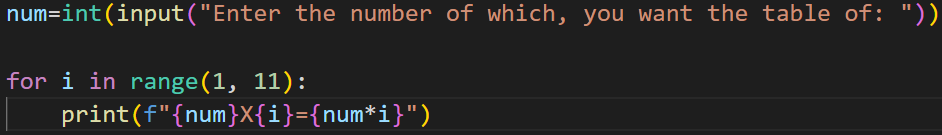 num=int(input("Enter the number of which, you want the table of: "))
for i in range(1, 11):
    print(f"{num}X{i}={num*i}")